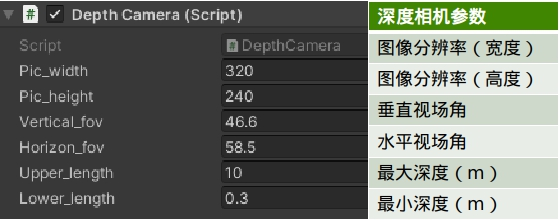 Depth Camera (Script)
深度相机参数
Script DepthCamera
Pic_width 320
图像分辨率（宽度）
Pic_height 240
图像分辨率（高度）
Vertical_fov 46.6
垂直视场角
Horizon_fov 58.5
水平视场角
Upper_length 10
最大深度（m）
Lower_length 0.3
最小深度（m）